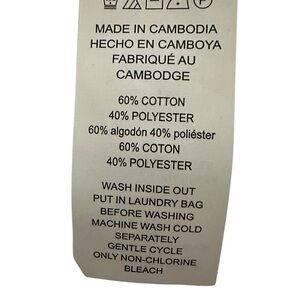 MADE IN CAMBODIA
HECHO EN CAMBOYA
FABRIQUÉ AU
CAMBODGE
60% COTTON
40% POLYESTER
60% algodón 40% poliéster
60% COTON
40% POLYESTER
WASH INSIDE OUT
PUT IN LAUNDRY BAG
BEFORE WASHING
MACHINE WASH COLD
SEPARATELY
GENTLE CYCLE
ONLY NON-CHLORINE
BLEACH